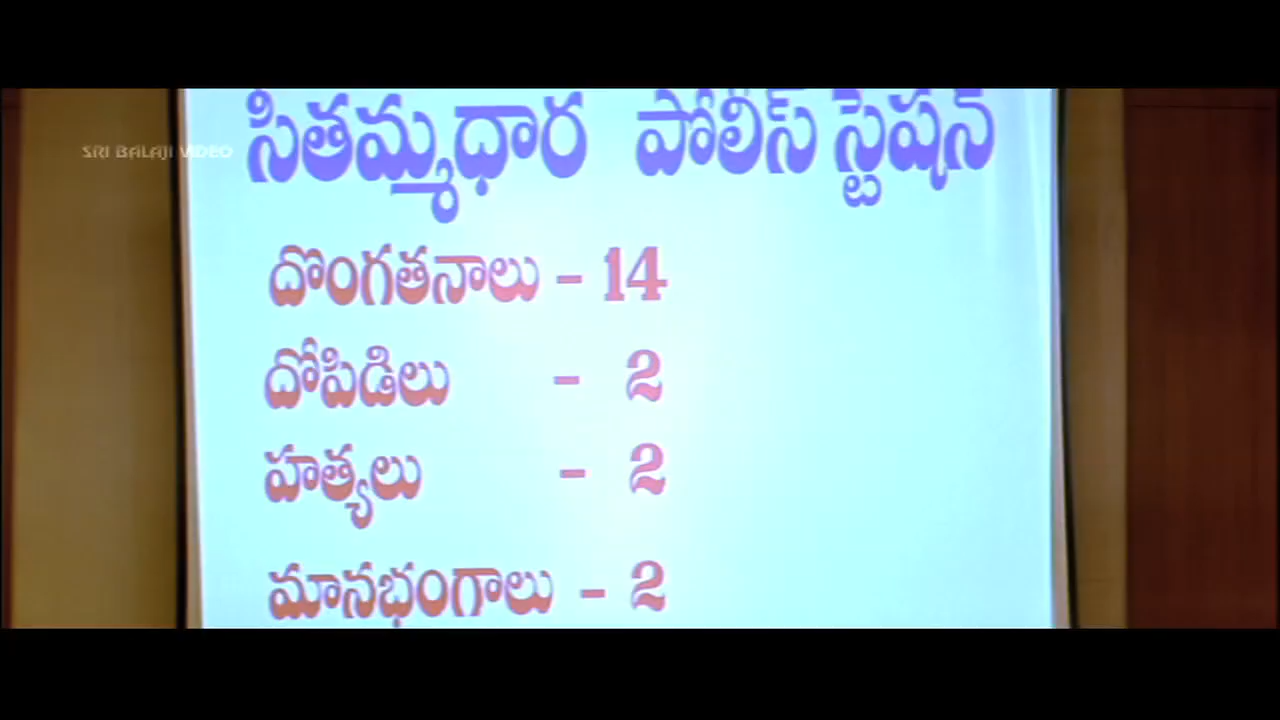 సితమ్మధార పోలీస్ స్టెషన్
SRI BALAJI VIDEO
దొంగతనాలు - 14
దోపిడిలు - 2
హత్యలు - 2
మానభంగాలు - 2